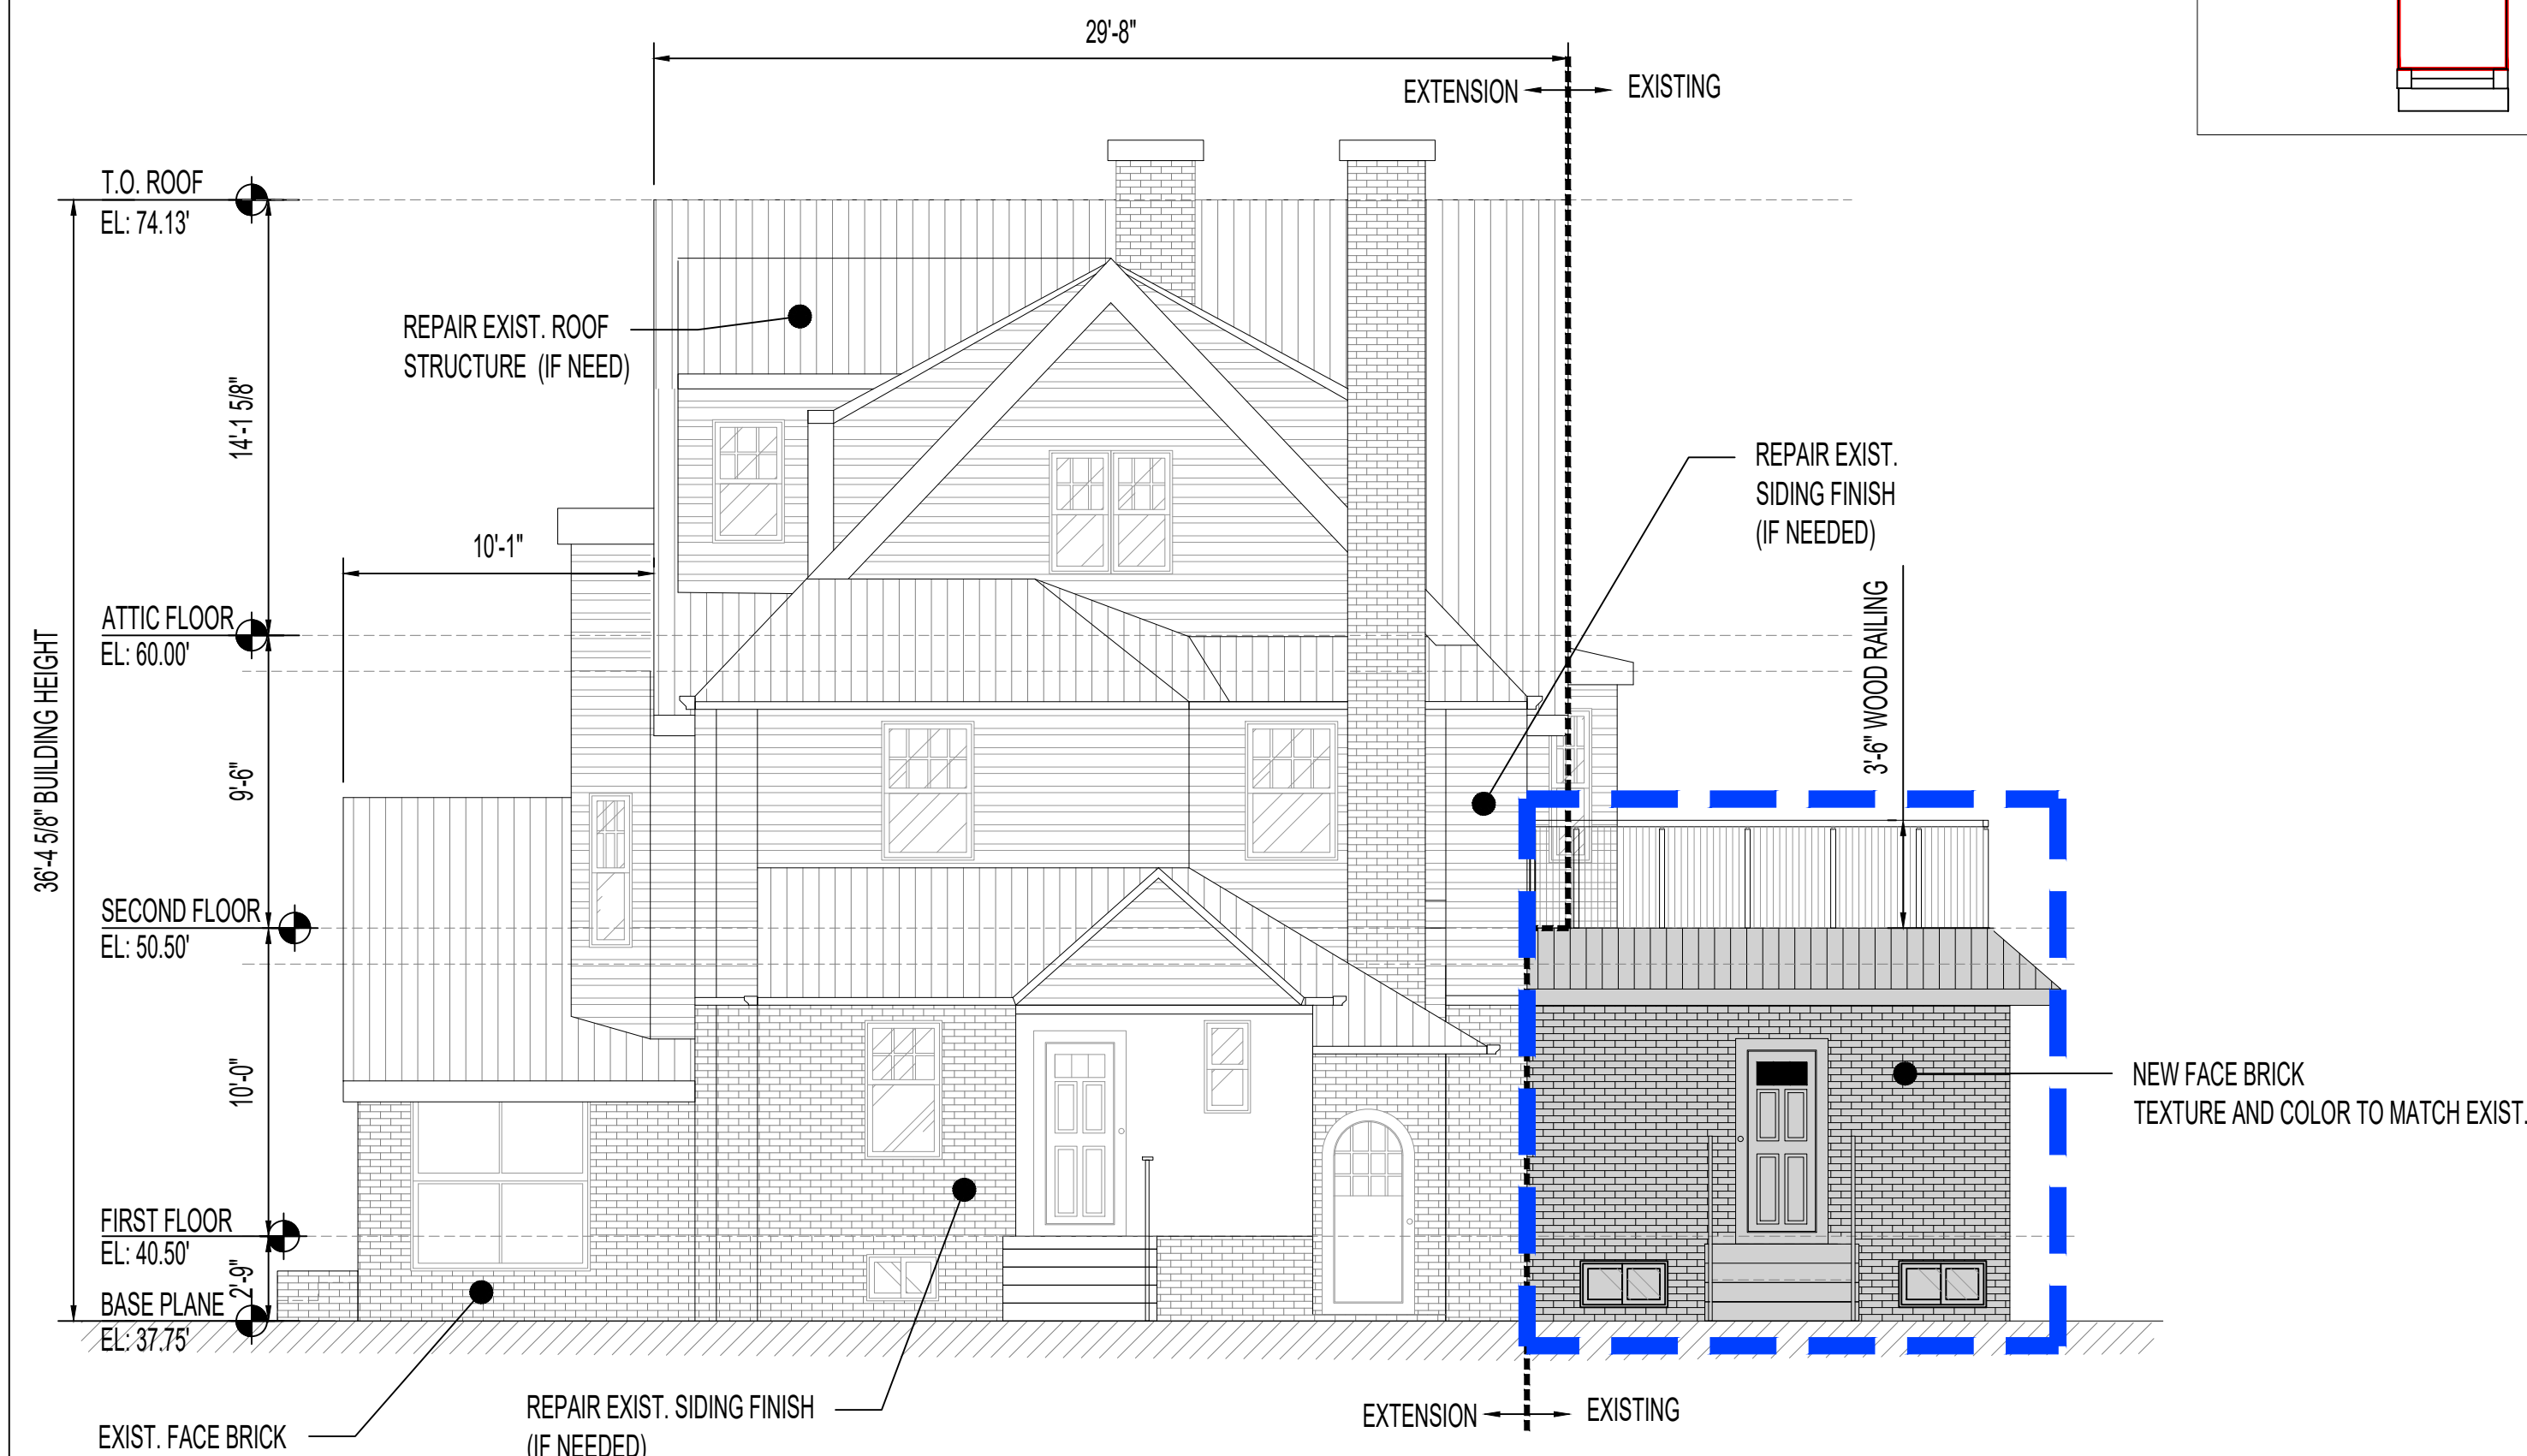 29'-8"
EXTENSION
EXISTING
T.O. ROOF
EL: 74.13'
REPAIR EXIST. ROOF
STRUCTURE (IF NEED)
14'-1 5/8"
REPAIR EXIST.
SIDING FINISH
(IF NEEDED)
10'-1"
3'-6" WOOD RAILING
ATTIC FLOOR
EL: 60.00'
36'-4 5/8" BUILDING HEIGHT
9'-6"
SECOND FLOOR
EL: 50.50'
10'-0"
NEW FACE BRICK
TEXTURE AND COLOR TO MATCH EXIST.
FIRST FLOOR
EL: 40.50'
2'-9"
BASE PLANE
EL: 37.75'
REPAIR EXIST. SIDING FINISH
(IF NEEDED)
EXIST. FACE BRICK
EXTENSION
EXISTING